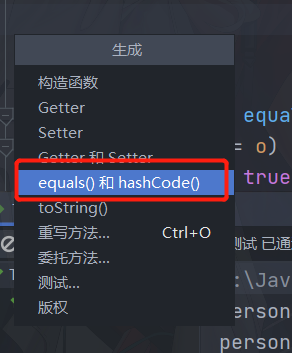 生成
构造函数
Getter
Setter
Getter 和 Setter
equals() 和 hashCode()
toString()
重写方法... Ctrl+O
委托方法...
测试...
版权
equa
= o)
true
测试 已通
:\Jav
person
person